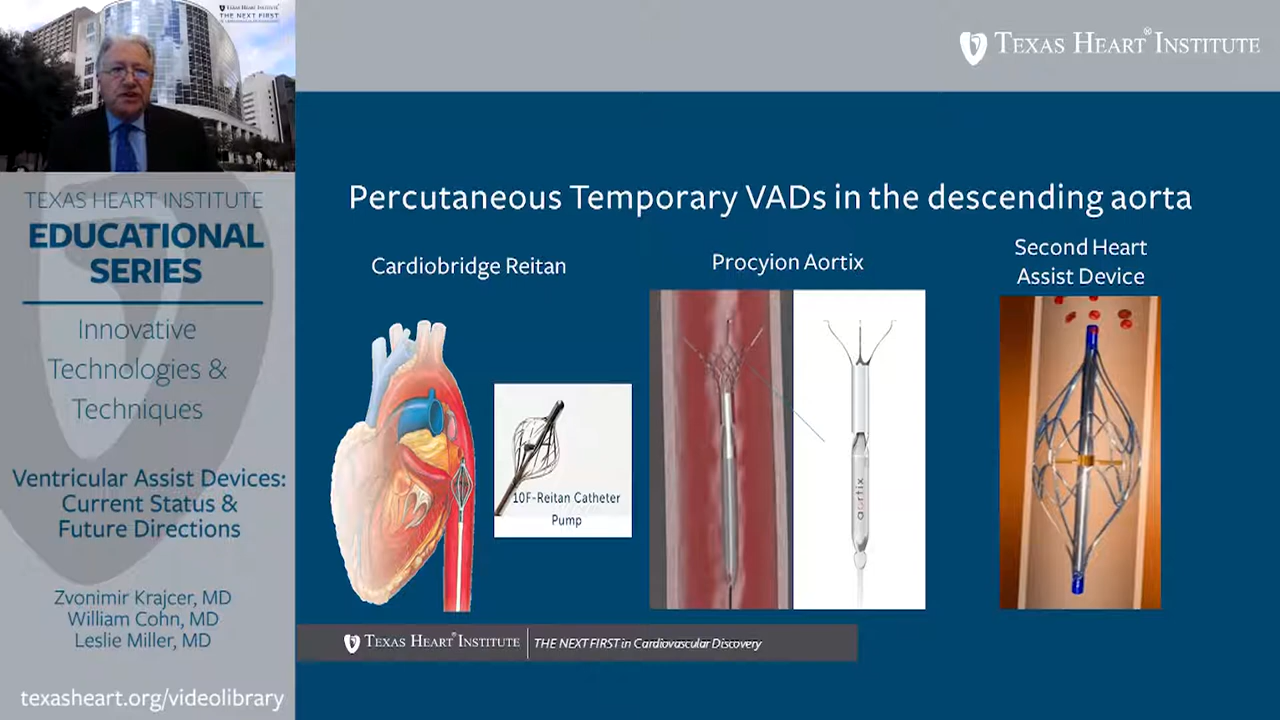 THE NEXT FIRST
TEXAS HEART INSTITUTE
EDUCATIONAL
SERIES
Innovative
Technologies &
Techniques
Ventricular Assist Devices:
Current Status &
Future Directions
Zvonimir Krajcer, MD
William Cohn, MD
Leslie Miller, MD
texasheart.org/videolibrary
TEXAS HEART® INSTITUTE
Percutaneous Temporary VADs in the descending aorta
Cardiobridge Reitan
10F-Reitan Catheter
Pump
Procyion Aortix
aortix
Second Heart
Assist Device
TEXAS HEART® INSTITUTE
THE NEXT FIRST in Cardiovascular Discovery